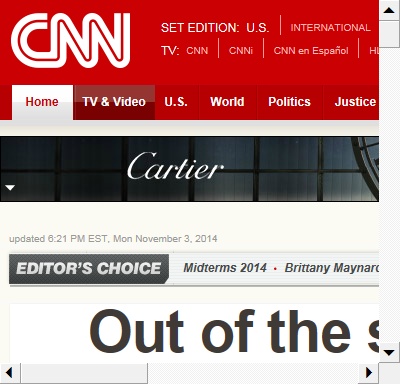 CNN
SET EDITION: U.S. INTERNATIONAL
TV: CNN CNNi CNN en Español
Home TV & Video U.S. World Politics Justice
Cartier
updated 6:21 PM EST, Mon November 3, 2014
EDITOR'S CHOICE Midterms 2014 • Brittany Maynard
Out of the s